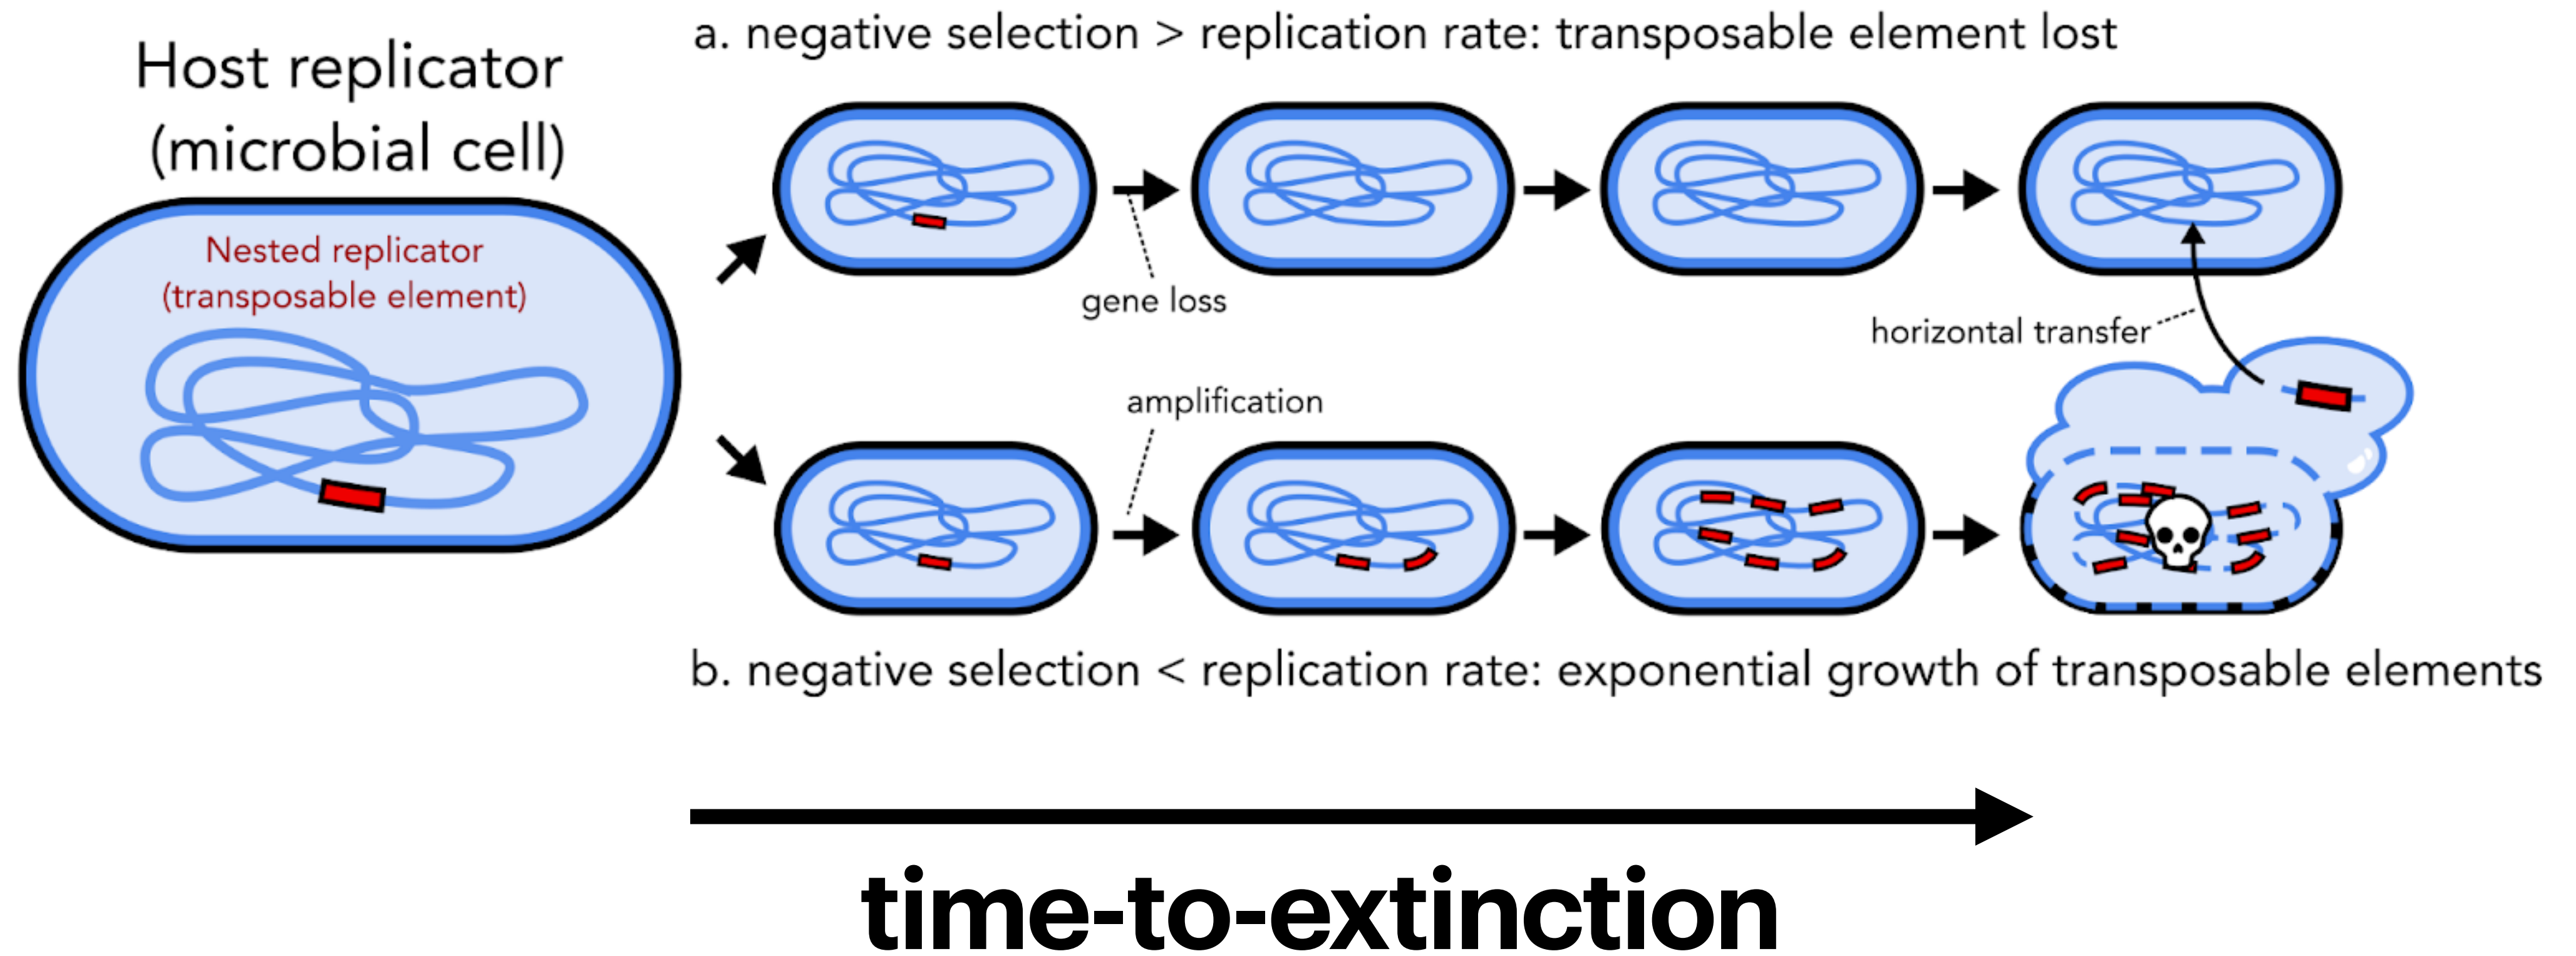 Host replicator
(microbial cell)
Nested replicator
(transposable element)
a. negative selection > replication rate: transposable element lost
gene loss
horizontal transfer
amplification
b. negative selection < replication rate: exponential growth of transposable elements
time-to-extinction